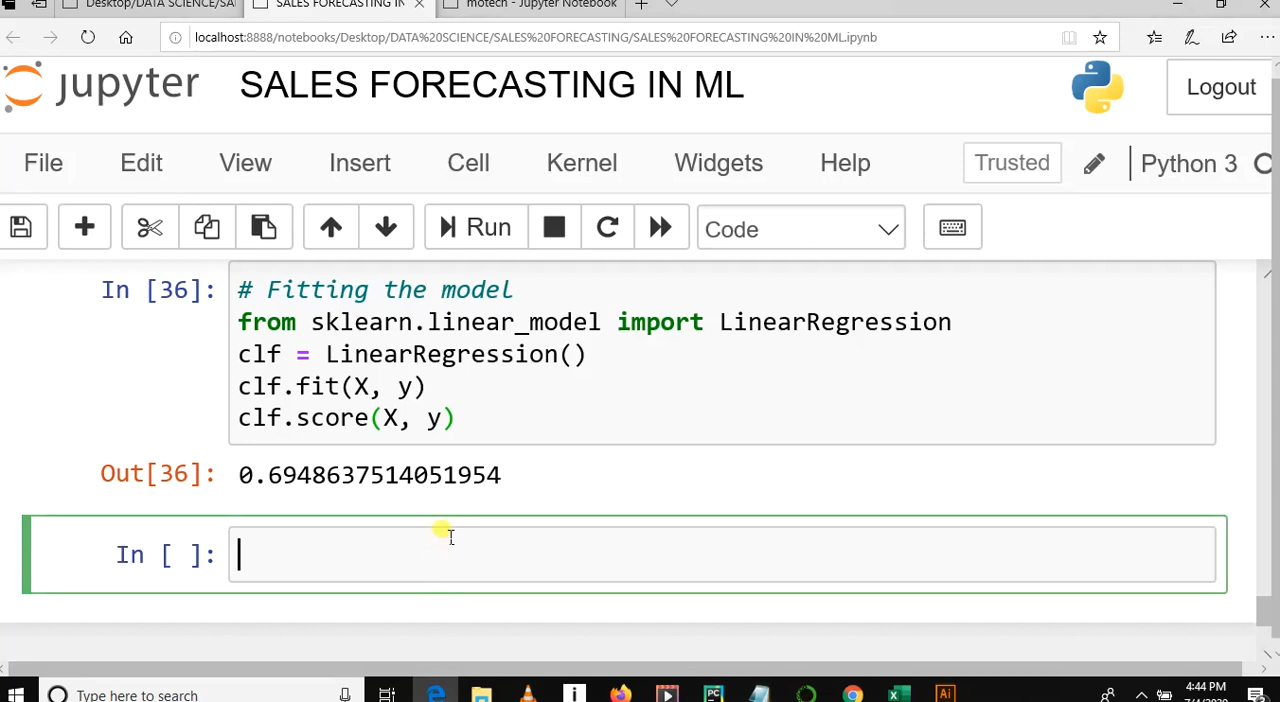 Desktop/DATA SCIENCE/SA
SALES FORECASTING IN
motech - Jupyter Notebook
localhost:8888/notebooks/Desktop/DATA%20SCIENCE/SALES%20FORECASTING/SALES%20FORECASTING%20IN%20ML.ipynb
jupyter SALES FORECASTING IN ML Logout
File Edit View Insert Cell Kernel Widgets Help Trusted Python 3
Run Code
In [36]: # Fitting the model
from sklearn.linear_model import LinearRegression
clf = LinearRegression()
clf.fit(X, y)
clf.score(X, y)
Out[36]: 0.6948637514051954
In [ ]:
Type here to search
PC
Ai
4:44 PM